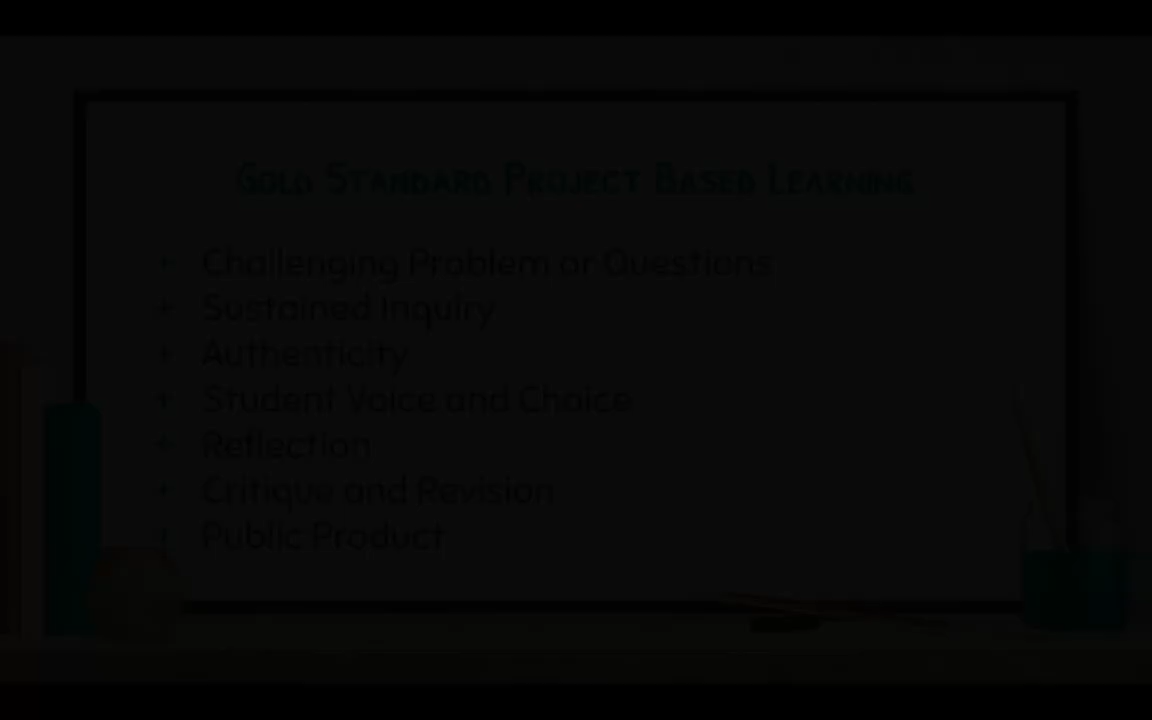 Gold Standard Project Based Learning
+ Challenging Problem or Questions
+ Sustained Inquiry
+ Authenticity
+ Student Voice and Choice
+ Reflection
+ Critique and Revision
+ Public Product